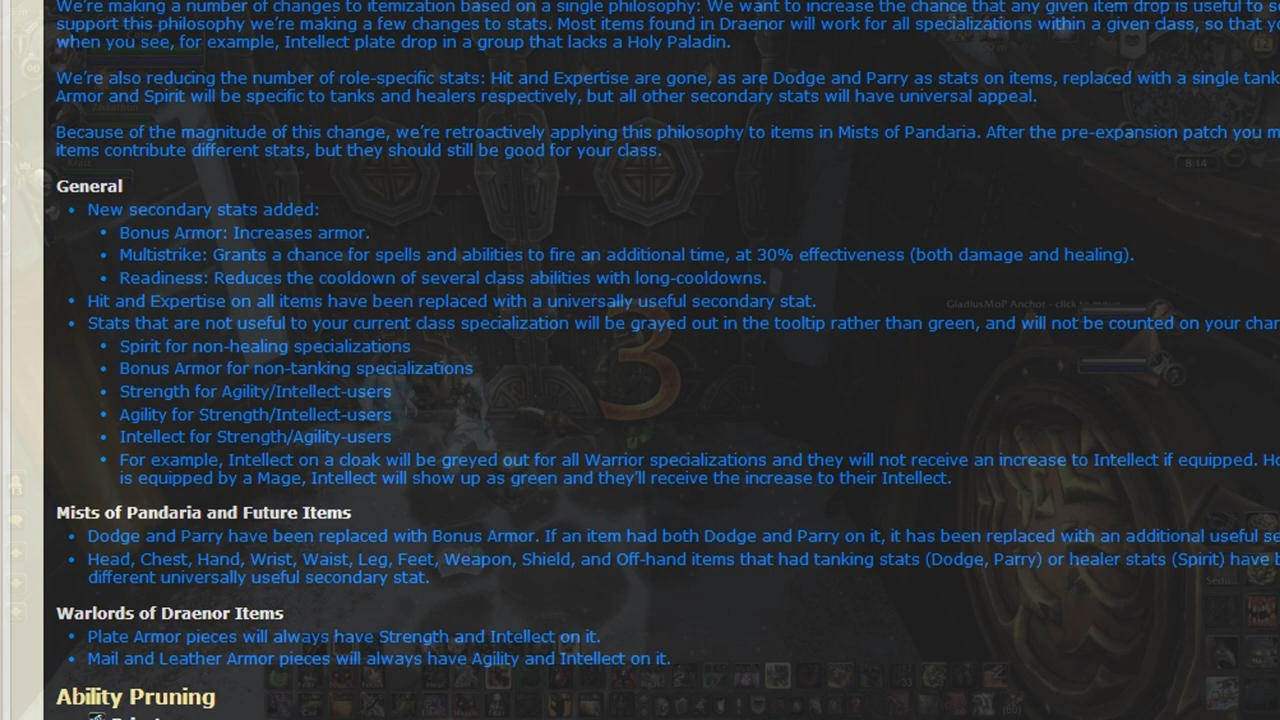 We're making a number of changes to itemization based on a single philosophy: We want to increase the chance that any given item drop is useful to
support this philosophy we're making a few changes to stats. Most items found in Draenor will work for all specializations within a given class, so that
when you see, for example, Intellect plate drop in a group that lacks a Holy Paladin.
We're also reducing the number of role-specific stats: Hit and Expertise are gone, as are Dodge and Parry as stats on items, replaced with a single tank
Armor and Spirit will be specific to tanks and healers respectively, but all other secondary stats will have universal appeal.
Because of the magnitude of this change, we're retroactively applying this philosophy to items in Mists of Pandaria. After the pre-expansion patch you
items contribute different stats, but they should still be good for your class.
General
• New secondary stats added:
• Bonus Armor: Increases armor.
• Multistrike: Grants a chance for spells and abilities to fire an additional time, at 30% effectiveness (both damage and healing).
• Readiness: Reduces the cooldown of several class abilities with long-cooldowns.
• Hit and Expertise on all items have been replaced with a universally useful secondary stat.
GladiusMoP Anchor - click to
• Stats that are not useful to your current class specialization will be grayed out in the tooltip rather than green, and will not be counted on your
• Spirit for non-healing specializations
• Bonus Armor for non-tanking specializations
3
• Strength for Agility/Intellect-users
• Agility for Strength/Intellect-users
• Intellect for Strength/Agility-users
• For example, Intellect on a cloak will be greyed out for all Warrior specializations and they will not receive an increase to Intellect if equipped.
is equipped by a Mage, Intellect will show up as green and they'll receive the increase to their Intellect.
Mists of Pandaria and Future Items
• Dodge and Parry have been replaced with Bonus Armor. If an item had both Dodge and Parry on it, it has been replaced with an additional useful
• Head, Chest, Hand, Wrist, Waist, Leg, Feet, Weapon, Shield, and Off-hand items that had tanking stats (Dodge, Parry) or healer stats (Spirit) have
different universally useful secondary stat.
Warlords of Draenor Items
• Plate Armor pieces will always have Strength and Intellect on it.
• Mail and Leather Armor pieces will always have Agility and Intellect on it.
Ability Pruning